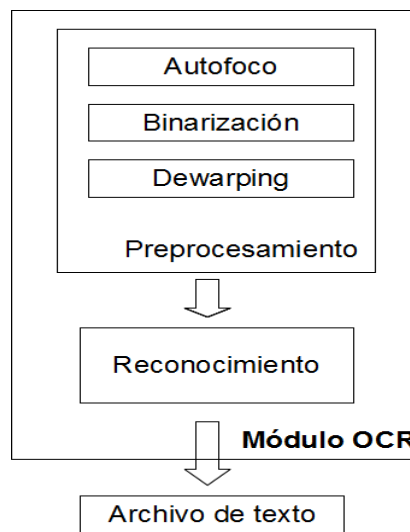 Autofoco
Binarización
Dewarping
Preprocesamiento
Reconocimiento
Módulo OCR
Archivo de texto